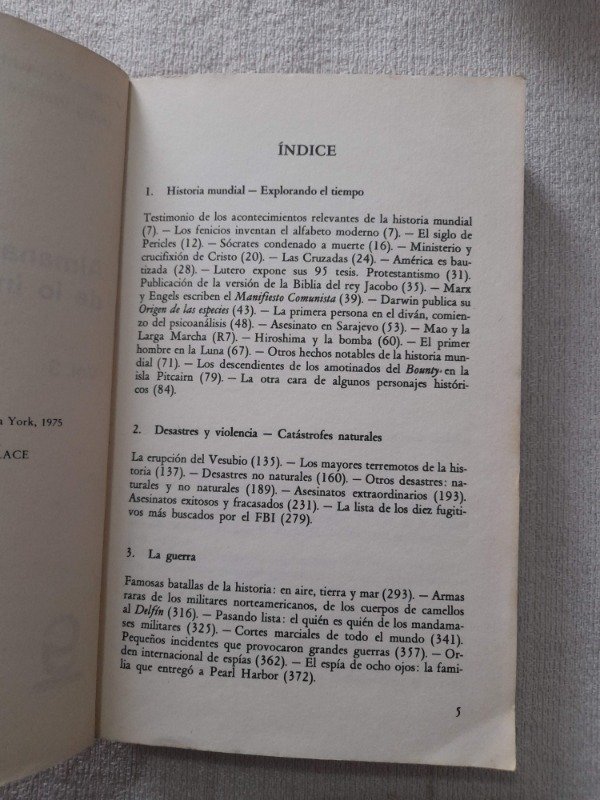 a York, 1975
LACE
ÍNDICE
1. Historia mundial — Explorando el tiempo
Testimonio de los acontecimientos relevantes de la historia mundial
(7). — Los fenicios inventan el alfabeto moderno (7). — El siglo de
Pericles (12). — Sócrates condenado a muerte (16). — Ministerio y
crucifixión de Cristo (20). — Las Cruzadas (24). — América es bau-
tizada (28). — Lutero expone sus 95 tesis. Protestantismo (31).
Publicación de la versión de la Biblia del rey Jacobo (35). — Marx
y Engels escriben el Manifiesto Comunista (39). — Darwin publica su
Origen de las especies (43). — La primera persona en el diván, comien-
zo del psicoanálisis (48). — Asesinato en Sarajevo (53). — Mao y la
Larga Marcha (R7). — Hiroshima y la bomba (60). — El primer
hombre en la Luna (67). — Otros hechos notables de la historia mun-
dial (71). — Los descendientes de los amotinados del Bounty en la
isla Pitcairn (79). — La otra cara de algunos personajes históri-
cos (84).
2. Desastres y violencia — Catástrofes naturales
La erupción del Vesubio (135). — Los mayores terremotos de la his-
toria (137). — Desastres no naturales (160). — Otros desastres: na-
turales y no naturales (189). — Asesinatos extraordinarios (193).
Asesinatos exitosos y fracasados (231). — La lista de los diez fugiti-
vos más buscados por el FBI (279).
3. La guerra
Famosas batallas de la historia: en aire, tierra y mar (293). — Armas
raras de los militares norteamericanos, de los cuerpos de camellos
al Delfín (316). — Pasando lista: el quién es quién de los mandama-
ses militares (325). — Cortes marciales de todo el mundo (341).
Pequeños incidentes que provocaron grandes guerras (357). — Or-
den internacional de espías (362). — El espía de ocho ojos: la fami-
lia que entregó a Pearl Harbor (372).
5